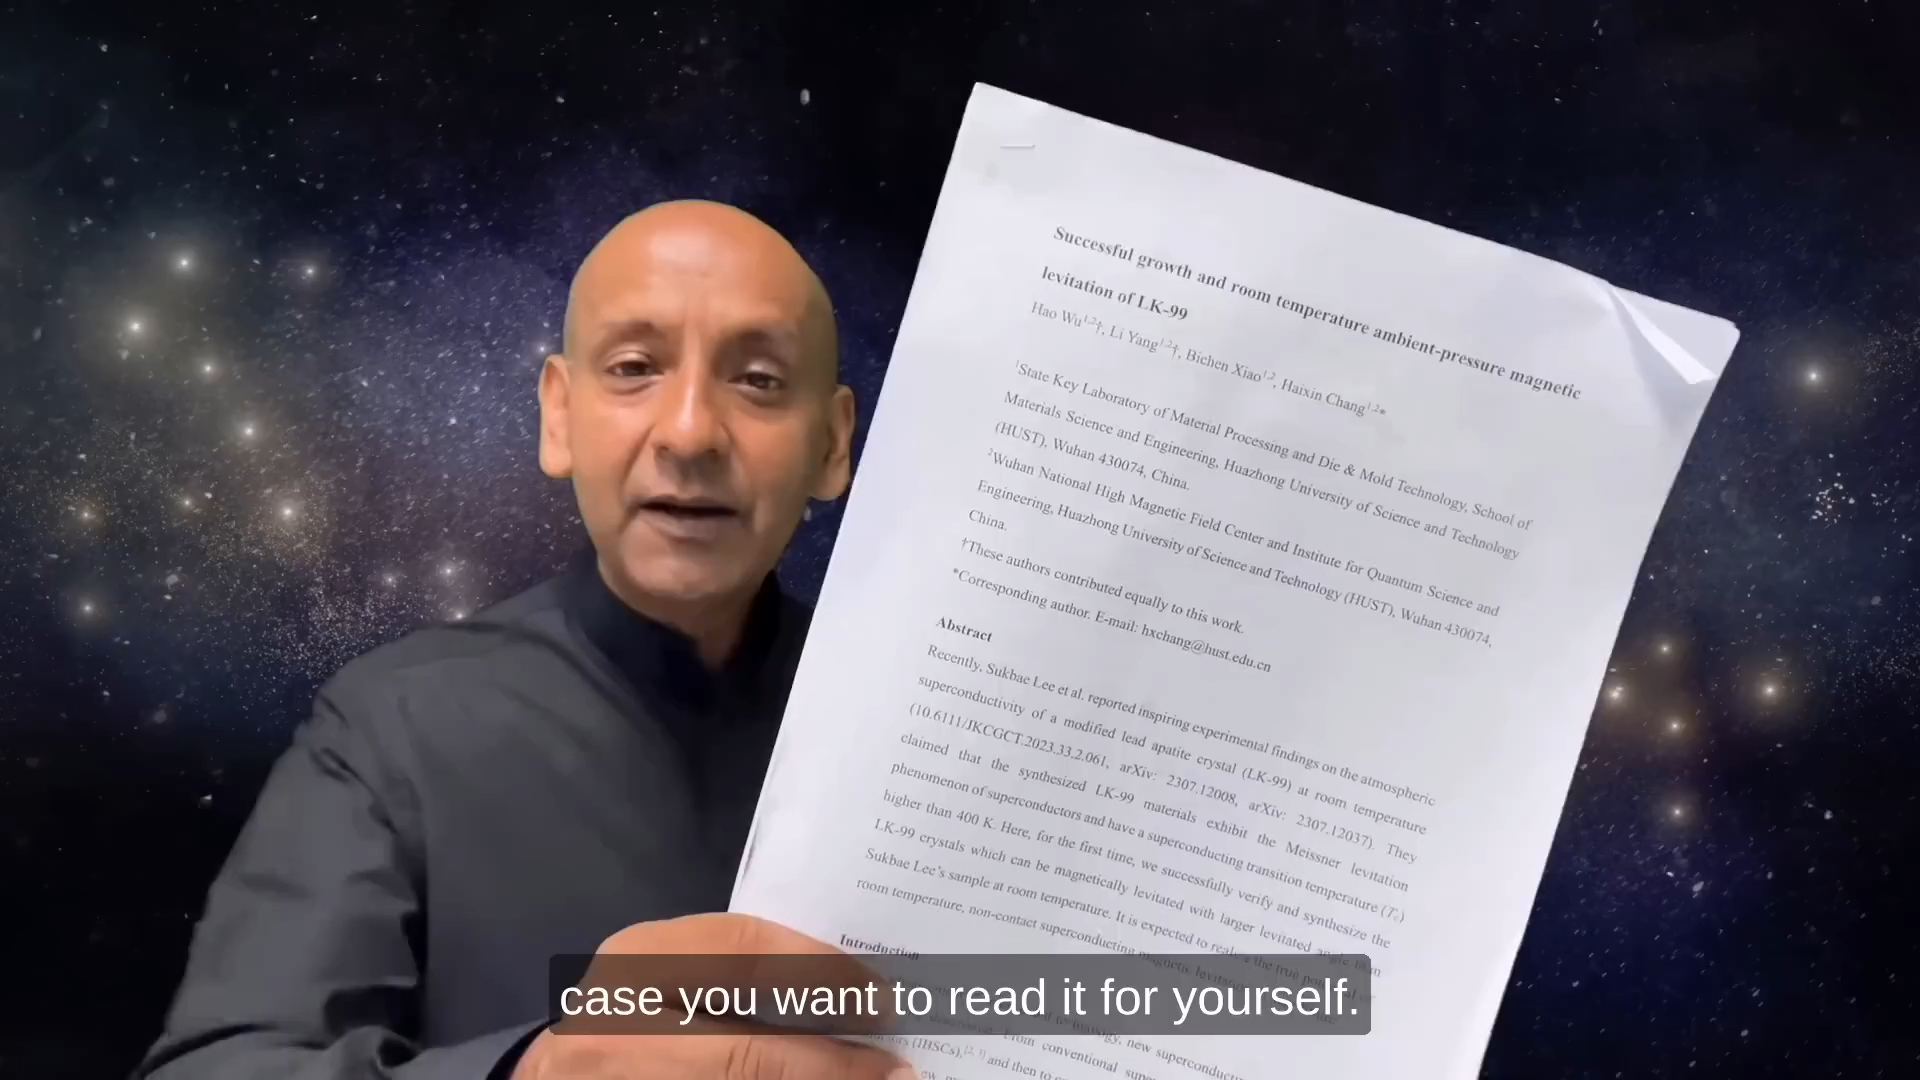 Successful growth and room temperature ambient-pressure magnetic
levitation of LK-99
Hao Wu1,2†, Li Yang1,2†, Bichen Xiao1,2, Haixin Chang1,2*
1State Key Laboratory of Material Processing and Die & Mold Technology, School of
Materials Science and Engineering, Huazhong University of Science and Technology
(HUST), Wuhan 430074, China.
2Wuhan National High Magnetic Field Center and Institute for Quantum Science and
Engineering, Huazhong University of Science and Technology (HUST), Wuhan 430074,
China.
†These authors contributed equally to this work.
*Corresponding author. E-mail: hxchang@hust.edu.cn
Abstract
Recently, Sukbae Lee et al. reported inspiring experimental findings on the atmospheric
superconductivity of a modified lead apatite crystal (LK-99) at room temperature
(10.6111/JKCGCT.2023.33.2.061, arXiv: 2307.12008, arXiv: 2307.12037). They
claimed that the synthesized LK-99 materials exhibit the Meissner levitation
phenomenon of superconductors and have a superconducting transition temperature (Tc)
higher than 400 K. Here, for the first time, we successfully verify and synthesize the
LK-99 crystals which can be magnetically levitated with larger levitated angle than
Sukbae Lee's sample at room temperature. It is expected to realize the true potential of
room temperature, non-contact superconducting magnetic levitation
Introduction
new
(IHSCs),[2, 3] and then to
conventional
case you want to read it for yourself.